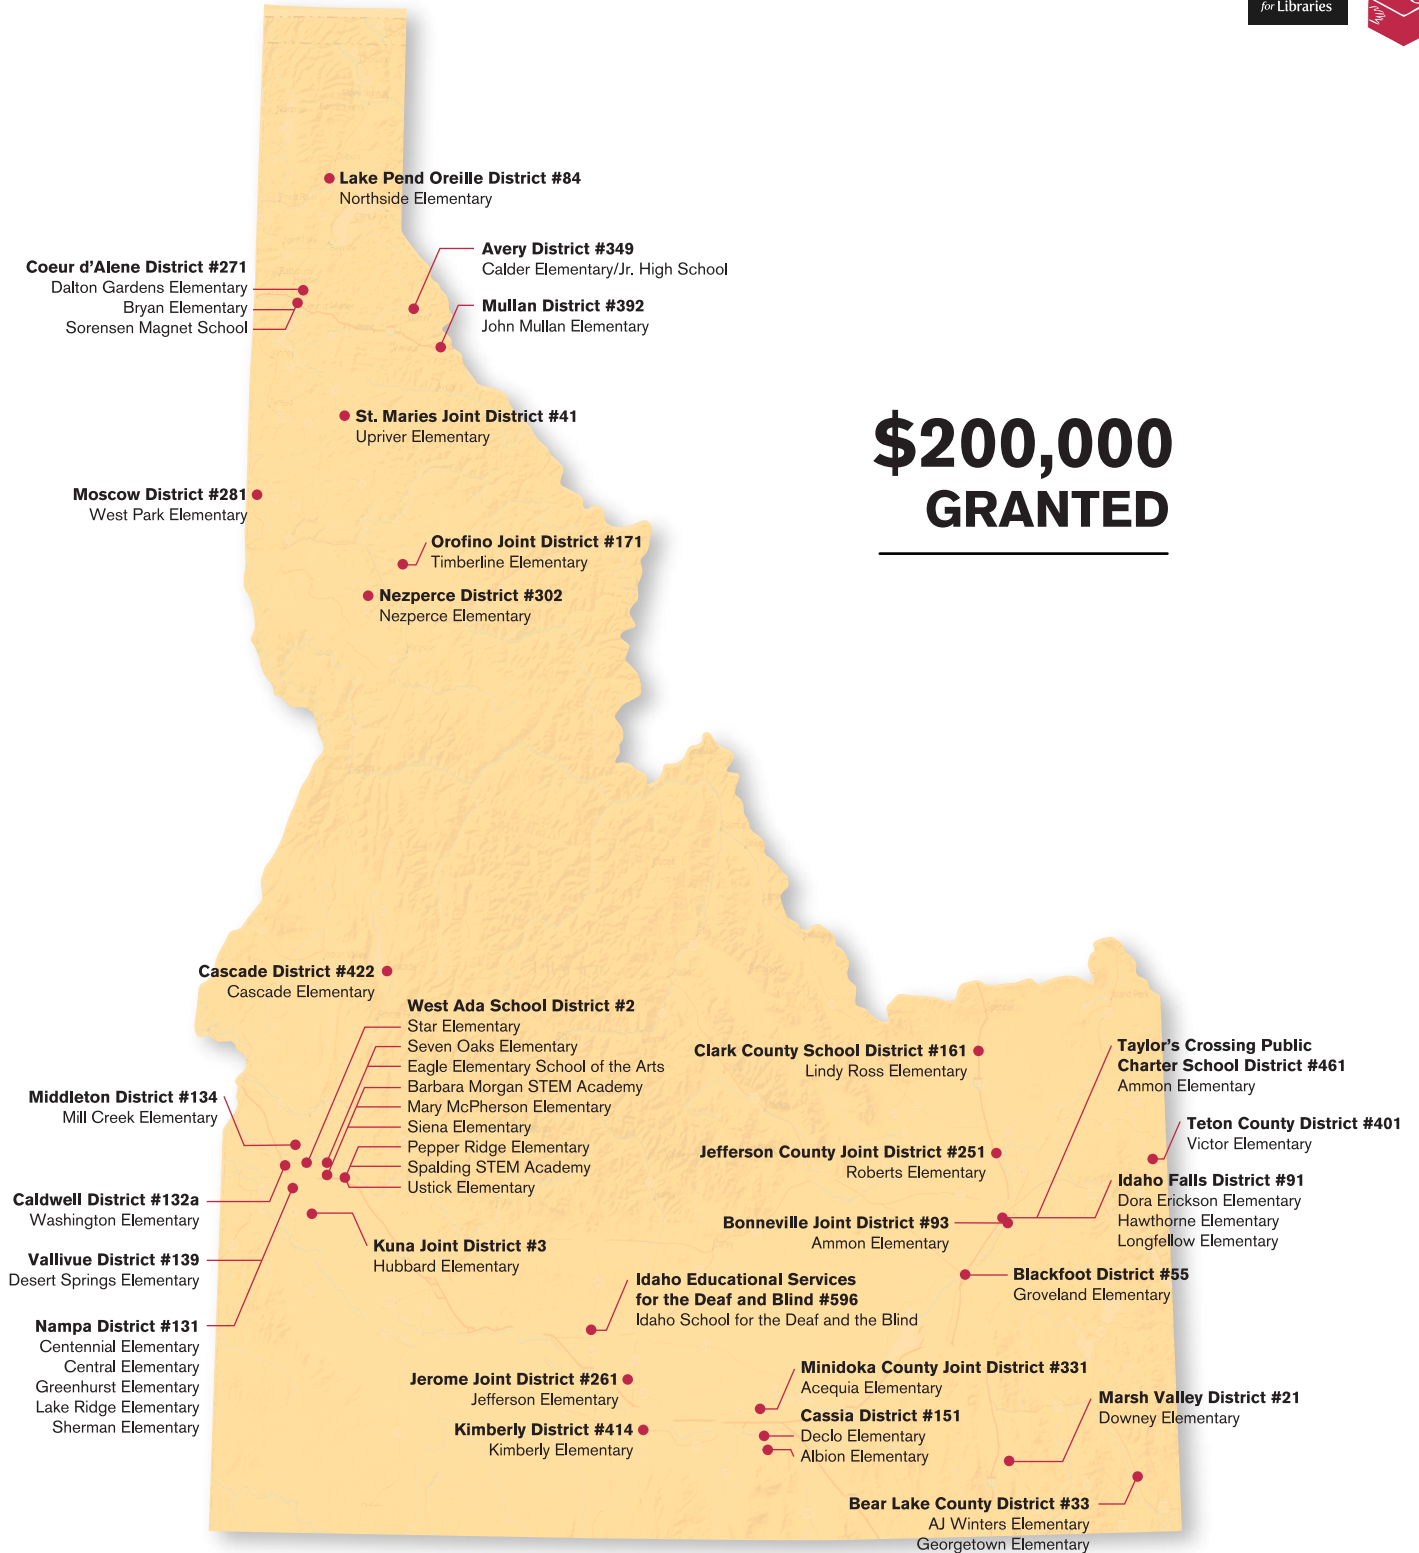 for Libraries
Lake Pend Oreille District #84
Northside Elementary
Avery District #349
Calder Elementary/Jr. High School
Coeur d'Alene District #271
Dalton Gardens Elementary
Bryan Elementary
Sorensen Magnet School
Mullan District #392
John Mullan Elementary
St. Maries Joint District #41
Upriver Elementary
$200,000
GRANTED
Moscow District #281
West Park Elementary
Orofino Joint District #171
Timberline Elementary
Nezperce District #302
Nezperce Elementary
Cascade District #422
Cascade Elementary
West Ada School District #2
Star Elementary
Seven Oaks Elementary
Eagle Elementary School of the Arts
Barbara Morgan STEM Academy
Mary McPherson Elementary
Siena Elementary
Pepper Ridge Elementary
Spalding STEM Academy
Ustick Elementary
Clark County School District #161
Lindy Ross Elementary
Taylor's Crossing Public
Charter School District #461
Ammon Elementary
Middleton District #134
Mill Creek Elementary
Teton County District #401
Victor Elementary
Jefferson County Joint District #251
Roberts Elementary
Idaho Falls District #91
Dora Erickson Elementary
Hawthorne Elementary
Longfellow Elementary
Caldwell District #132a
Washington Elementary
Bonneville Joint District #93
Ammon Elementary
Kuna Joint District #3
Hubbard Elementary
Vallivue District #139
Desert Springs Elementary
Blackfoot District #55
Groveland Elementary
Idaho Educational Services
for the Deaf and Blind #596
Idaho School for the Deaf and the Blind
Nampa District #131
Centennial Elementary
Central Elementary
Greenhurst Elementary
Lake Ridge Elementary
Sherman Elementary
Jerome Joint District #261
Jefferson Elementary
Minidoka County Joint District #331
Acequia Elementary
Marsh Valley District #21
Downey Elementary
Kimberly District #414
Kimberly Elementary
Cassia District #151
Declo Elementary
Albion Elementary
Bear Lake County District #33
AJ Winters Elementary
Georgetown Elementary